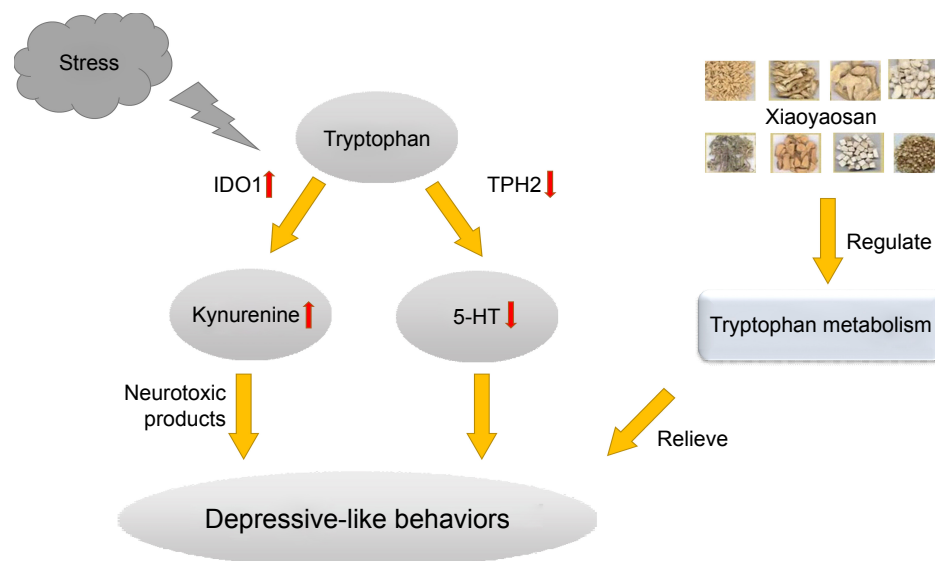 Stress
Tryptophan
IDO1
TPH2
Kynurenine
5-HT
Neurotoxic
products
Depressive-like behaviors
Xiaoyaosan
Regulate
Tryptophan metabolism
Relieve